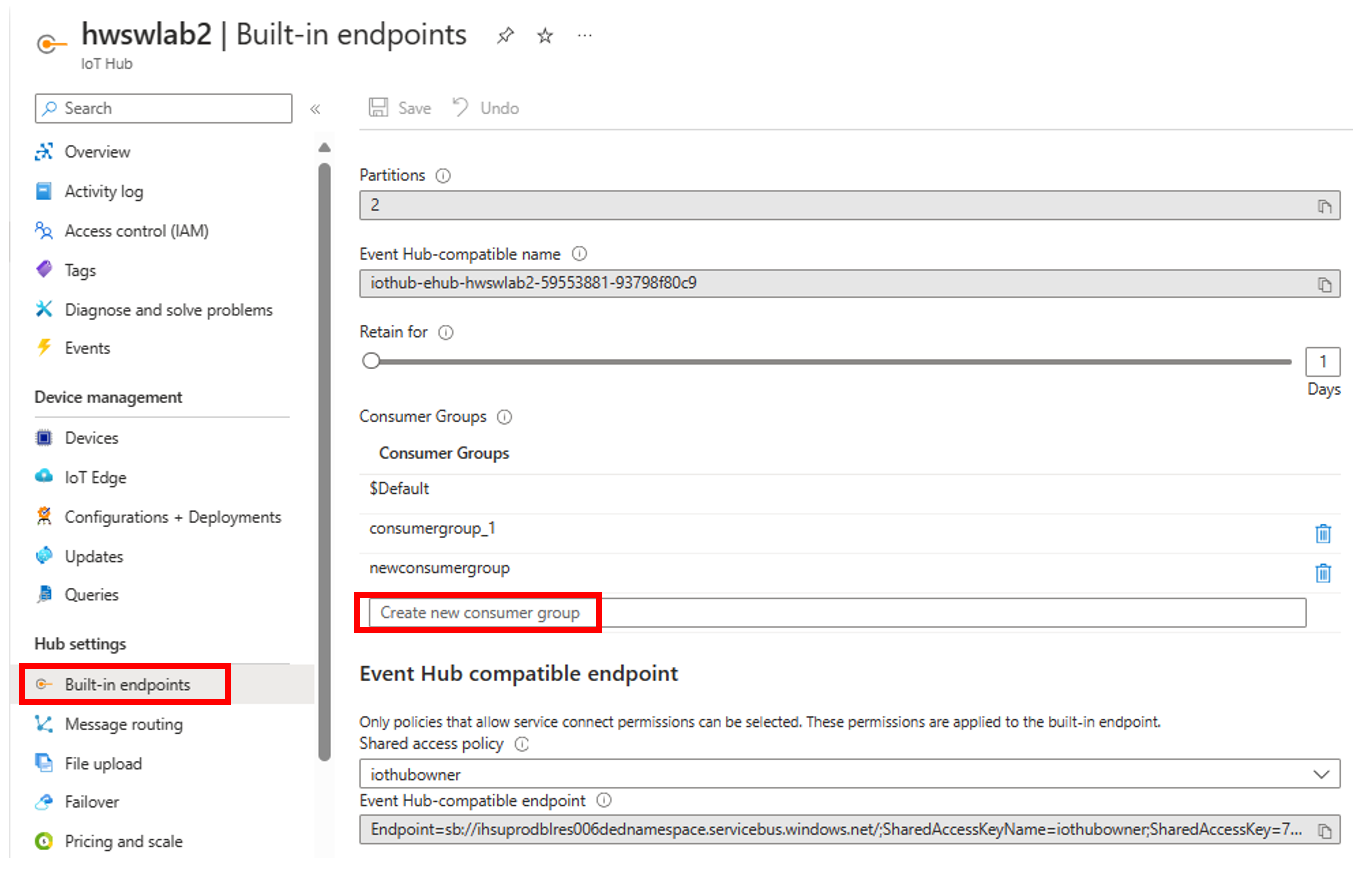 hwswlab2 | Built-in endpoints ...
IoT Hub
Search
«
Save
Undo
Overview
Activity log
Access control (IAM)
Tags
Diagnose and solve problems
Events
Device management
Devices
IoT Edge
Configurations + Deployments
Updates
Queries
Hub settings
Built-in endpoints
Message routing
File upload
Failover
Pricing and scale
Partitions
2
Event Hub-compatible name
iothub-ehub-hwswlab2-59553881-93798f80c9
Retain for
1
Days
Consumer Groups
Consumer Groups
$Default
consumergroup_1
newconsumergroup
Create new consumer group
Event Hub compatible endpoint
Only policies that allow service connect permissions can be selected. These permissions are applied to the built-in endpoint.
Shared access policy
iothubowner
Event Hub-compatible endpoint
Endpoint=sb://ihsuprodblres006dednamespace.servicebus.windows.net/;SharedAccessKeyName=iothubowner;SharedAccessKey=7...